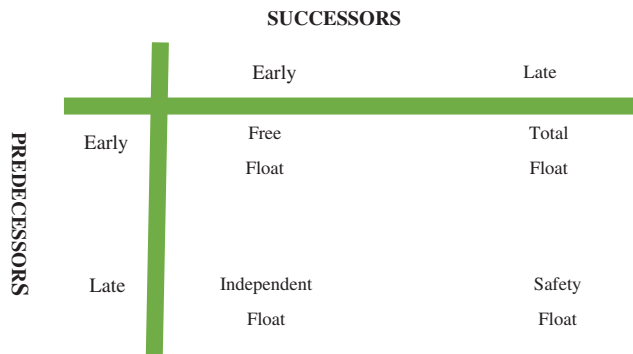 SUCCESSORS
Early Late
PREDECESSORS
Early Free Total
Float Float
Late Independent Safety
Float Float